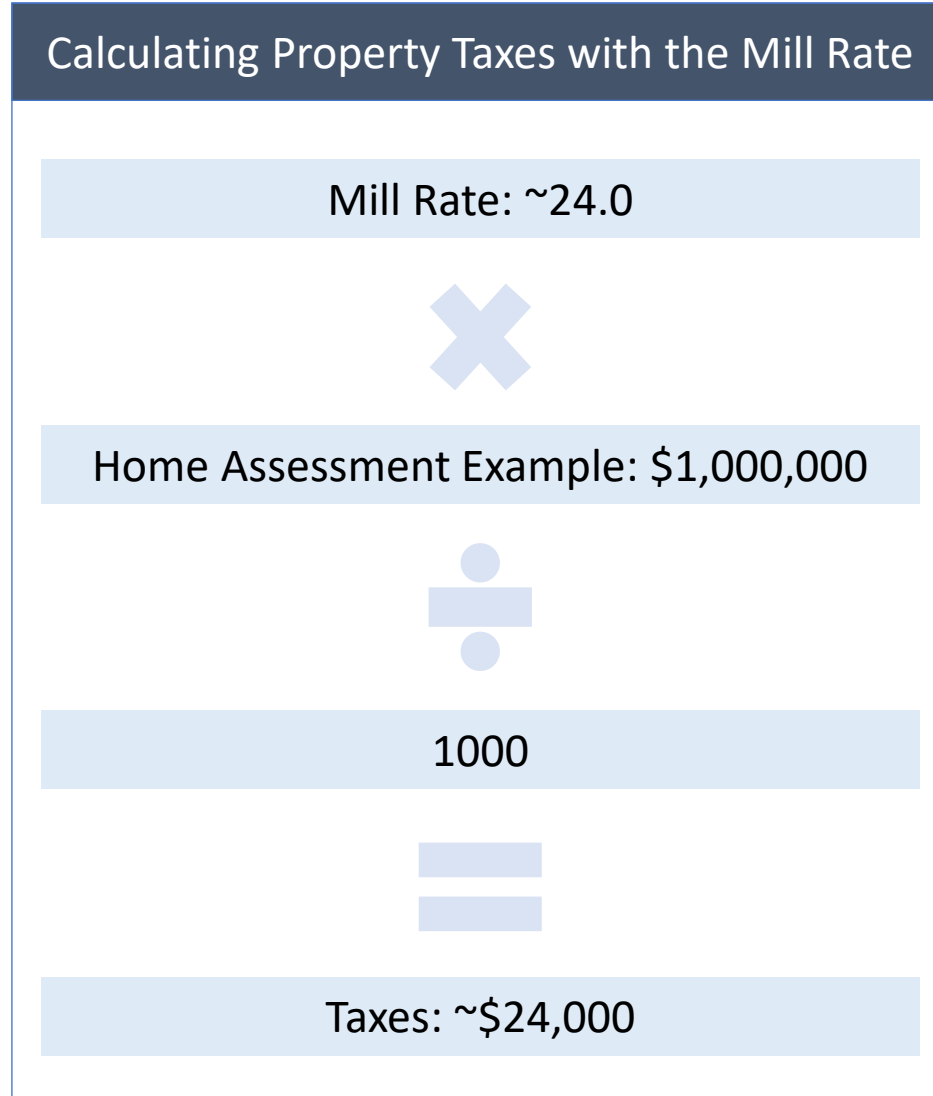 Calculating Property Taxes with the Mill Rate
Mill Rate: ~24.0
Home Assessment Example: $1,000,000
1000
Taxes: ~$24,000